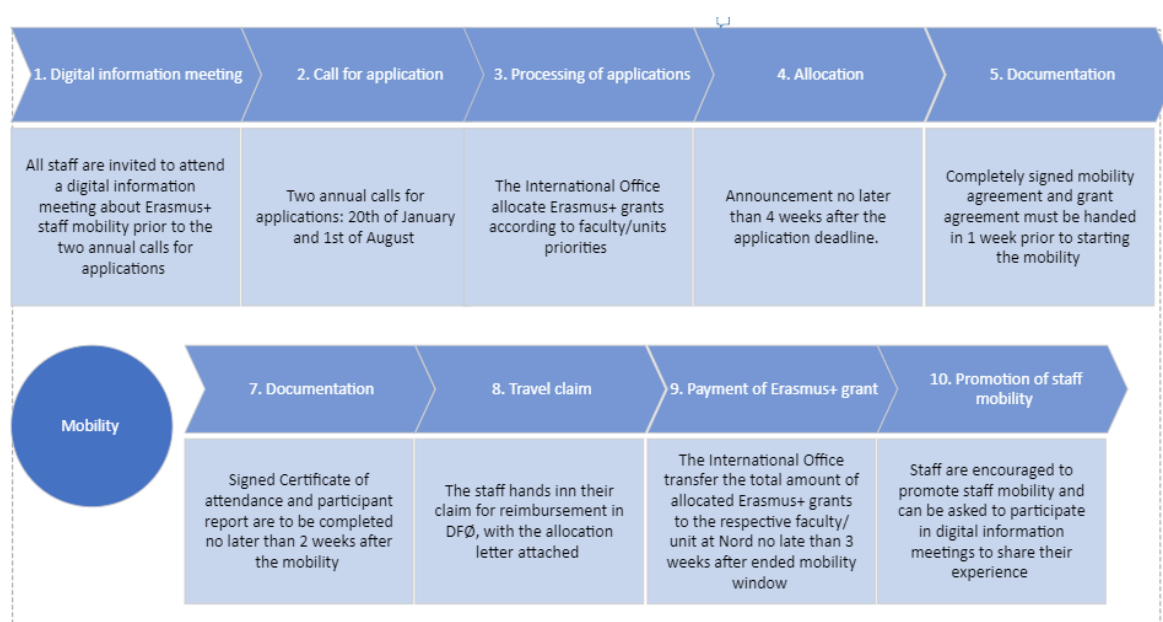 1. Digital information meeting
2. Call for application
3. Processing of applications
4. Allocation
5. Documentation
All staff are invited to attend
a digital information
meeting about Erasmus+
staff mobility prior to the
two annual calls for
applications
Two annual calls for
applications: 20th of January
and 1st of August
The International Office
allocate Erasmus+ grants
according to faculty/units
priorities
Announcement no later
than 4 weeks after the
application deadline.
Completely signed mobility
agreement and grant
agreement must be handed
in 1 week prior to starting
the mobility
Mobility
7. Documentation
8. Travel claim
9. Payment of Erasmus+ grant
10. Promotion of staff
mobility
Signed Certificate of
attendance and participant
report are to be completed
no later than 2 weeks after
the mobility
The staff hands inn their
claim for reimbursement in
DFØ, with the allocation
letter attached
The International Office
transfer the total amount of
allocated Erasmus+ grants
to the respective faculty/
unit at Nord no late than 3
weeks after ended mobility
window
Staff are encouraged to
promote staff mobility and
can be asked to participate
in digital information
meetings to share their
experience